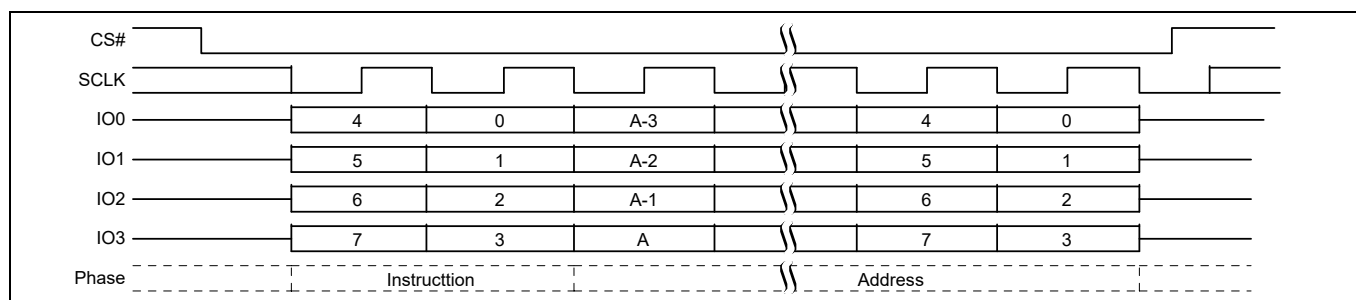 CS#
SCLK
IO0 4 0 A-3 4 0
IO1 5 1 A-2 5 1
IO2 6 2 A-1 6 2
IO3 7 3 A 7 3
Phase Instructtion Address